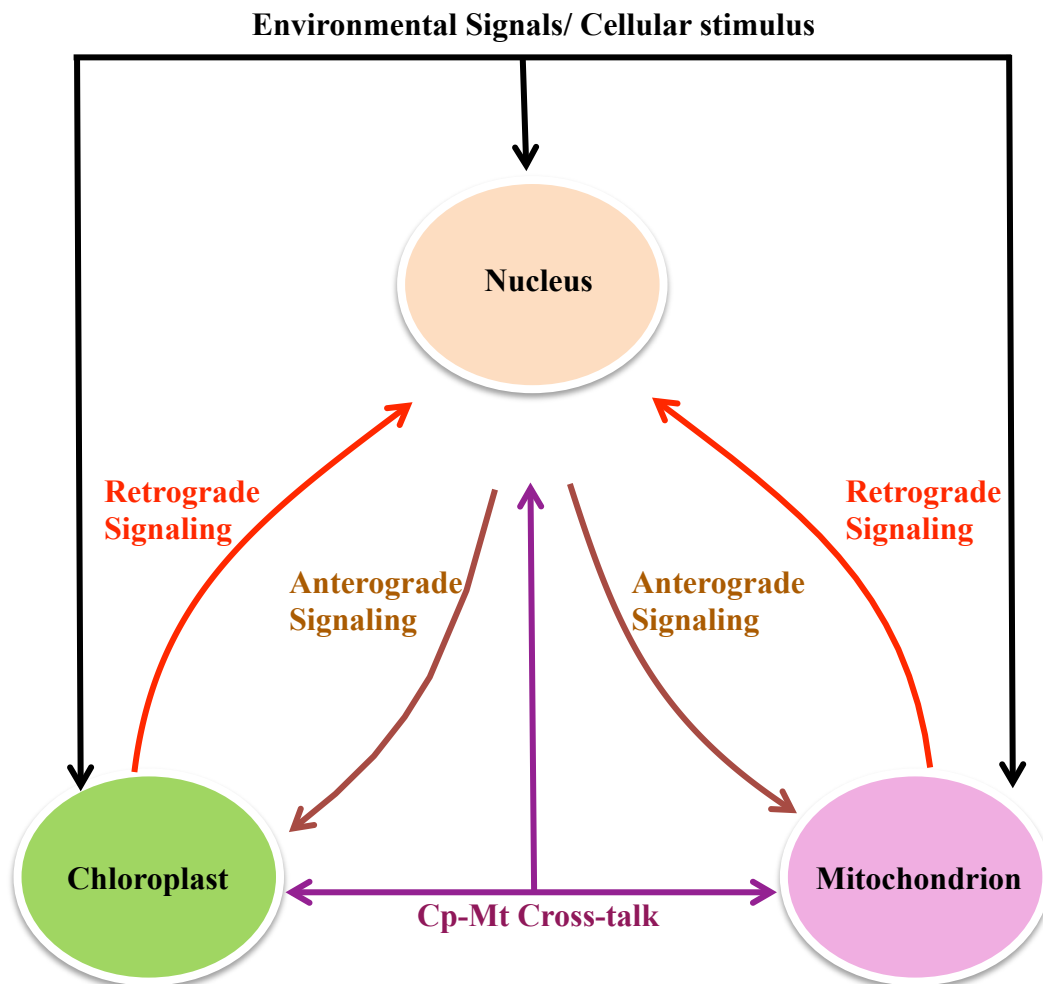 Environmental Signals/ Cellular stimulus
Nucleus
Retrograde
Signaling
Retrograde
Signaling
Anterograde
Signaling
Anterograde
Signaling
Chloroplast
Mitochondrion
Cp-Mt Cross-talk